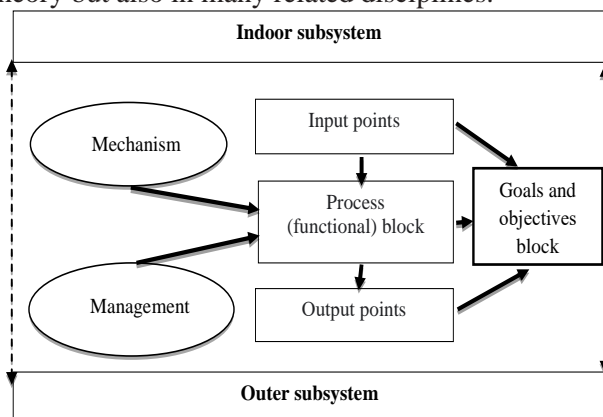 heory but also in many related disciplines.
Indoor subsystem
Mechanism
Input points
Process
(functional) block
Goals and
objectives
block
Management
Output points
Outer subsystem